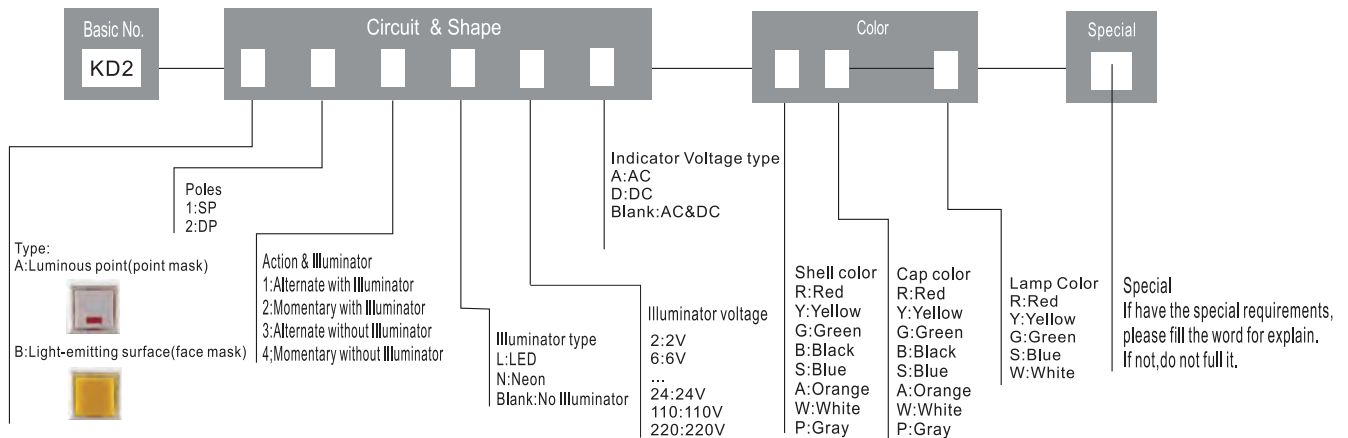 Basic No.
KD2
Circuit & Shape
Color
Special
Type:
A:Luminous point(point mask)
B:Light-emitting surface(face mask)
Poles
1:SP
2:DP
Action & Illuminator
1:Alternate with Illuminator
2:Momentary with Illuminator
3:Alternate without Illuminator
4;Momentary without Illuminator
Illuminator type
L:LED
N:Neon
Blank:No Illuminator
Illuminator voltage
2:2V
6:6V
...
24:24V
110:110V
220:220V
Indicator Voltage type
A:AC
D:DC
Blank:AC&DC
Shell color
R:Red
Y:Yellow
G:Green
B:Black
S:Blue
A:Orange
W:White
P:Gray
Cap color
R:Red
Y:Yellow
G:Green
B:Black
S:Blue
A:Orange
W:White
P:Gray
Lamp Color
R:Red
Y:Yellow
G:Green
S:Blue
W:White
Special
If have the special requirements,
please fill the word for explain.
If not,do not full it.